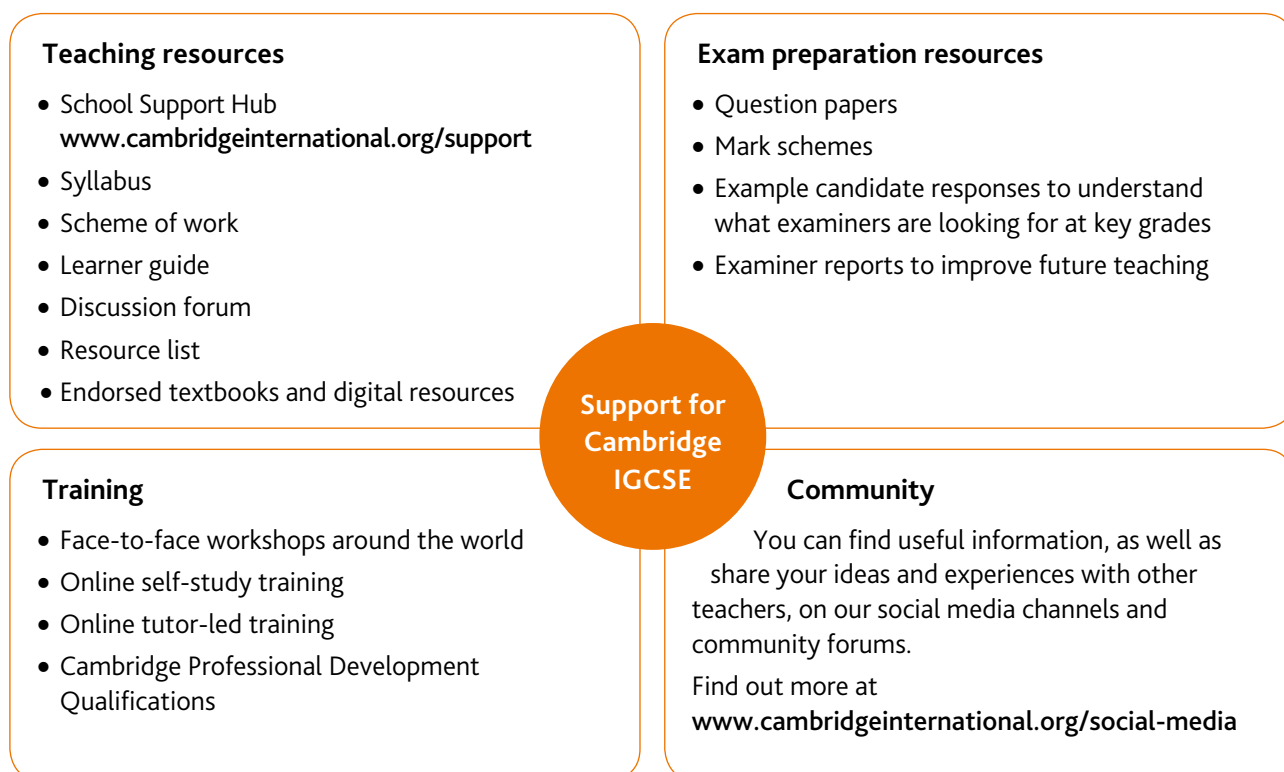 Teaching resources
• School Support Hub
www.cambridgeinternational.org/support
• Syllabus
• Scheme of work
• Learner guide
• Discussion forum
• Resource list
• Endorsed textbooks and digital resources
Exam preparation resources
• Question papers
• Mark schemes
• Example candidate responses to understand
what examiners are looking for at key grades
• Examiner reports to improve future teaching
Support for
Cambridge
IGCSE
Training
• Face-to-face workshops around the world
• Online self-study training
• Online tutor-led training
• Cambridge Professional Development
Qualifications
Community
You can find useful information, as well as
share your ideas and experiences with other
teachers, on our social media channels and
community forums.
Find out more at
www.cambridgeinternational.org/social-media